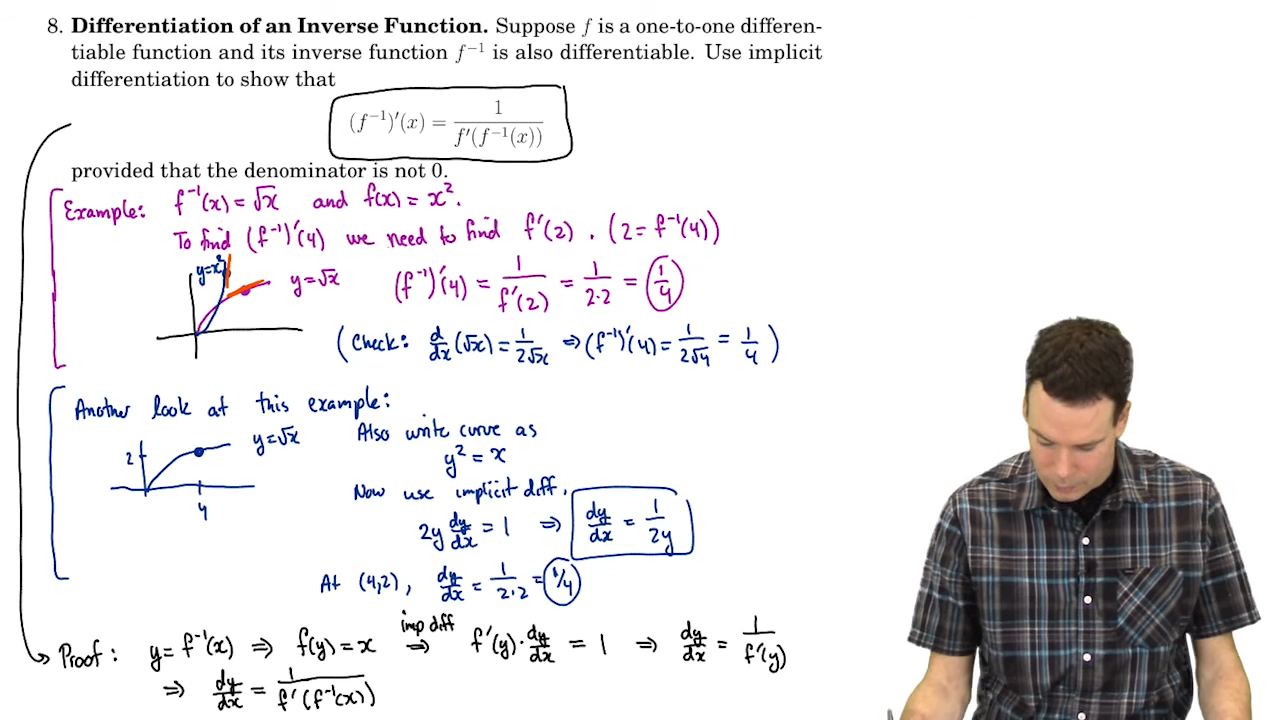 8. Differentiation of an Inverse Function. Suppose f is a one-to-one differen-
tiable function and its inverse function f⁻¹ is also differentiable. Use implicit
differentiation to show that
(f⁻¹)′(x) = 1 / f′(f⁻¹(x))
provided that the denominator is not 0.
Example: f⁻¹(x) = √x and f(x) = x².
To find (f⁻¹)′(4) we need to find f′(2). (2 = f⁻¹(4))
y=x²
y=√x
(f⁻¹)′(4) = 1/f′(2) = 1/2·2 = 1/4
(Check: d/dx (√x) = 1/2√x ⇒ (f⁻¹)′(4) = 1/2√4 = 1/4)
Another look at this example:
2
4
y=√x
Also write curve as
y² = x
Now use implicit diff.
2y dy/dx = 1 ⇒ dy/dx = 1/2y
At (4,2), dy/dx = 1/2·2 = 1/4
Proof: y = f⁻¹(x) ⇒ f(y) = x imp diff ⇒ f′(y)·dy/dx = 1 ⇒ dy/dx = 1/f′(y)
⇒ dy/dx = 1/f′(f⁻¹(x))